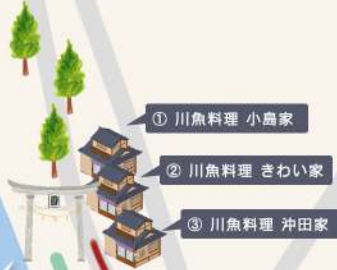 ① 川魚料理 小島家
② 川魚料理 きわい家
③ 川魚料理 沖田家